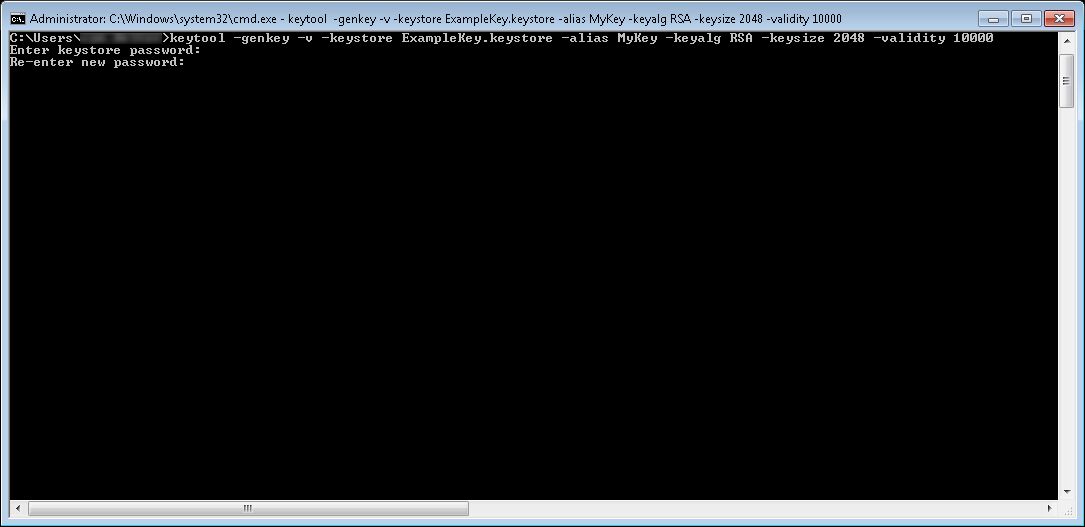 Administrator: C:\Windows\system32\cmd.exe - keytool  -genkey -v -keystore ExampleKey.keystore -alias MyKey -keyalg RSA -keysize 2048 -validity 10000
C:\Users\>keytool -genkey -v -keystore ExampleKey.keystore -alias MyKey -keyalg RSA -keysize 2048 -validity 10000
Enter keystore password:
Re-enter new password: